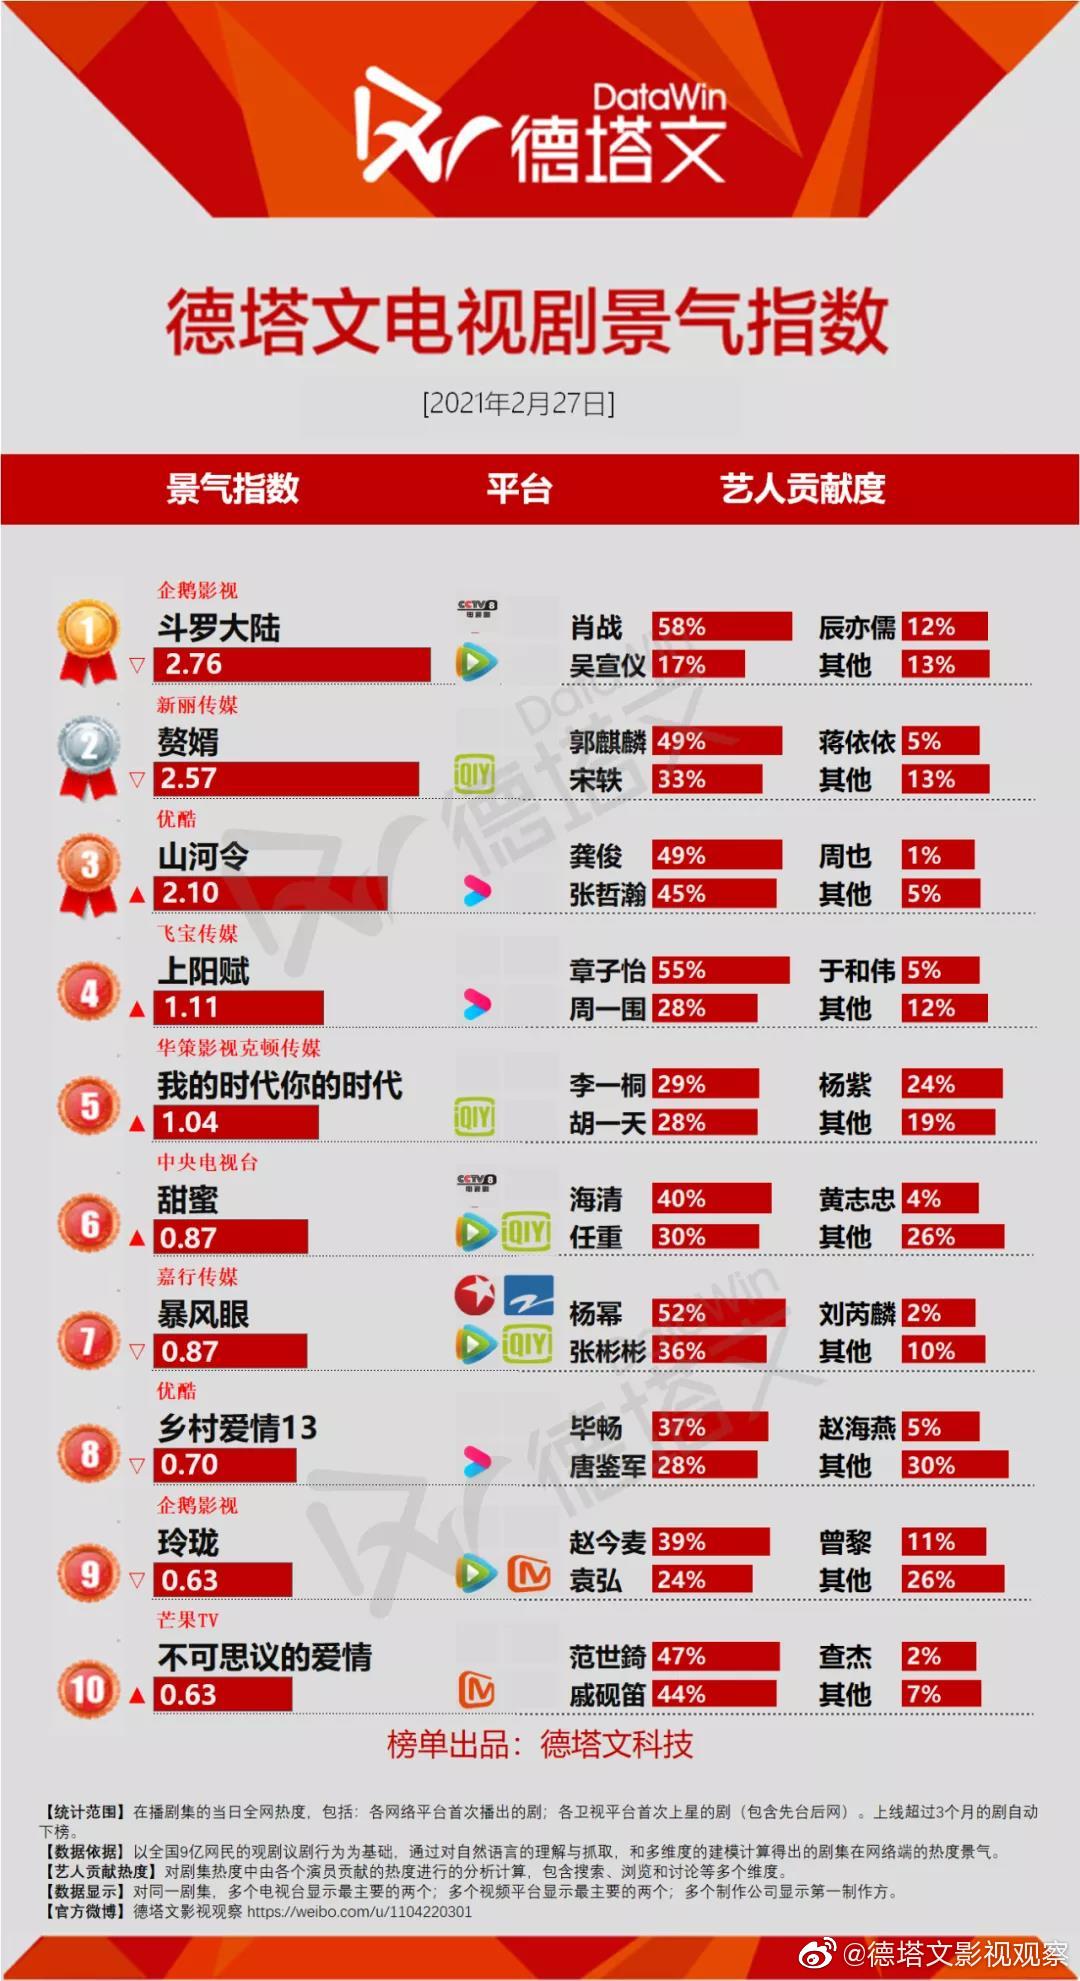 DataWin
德塔文
德塔文电视剧景气指数
[2021年2月27日]
景气指数 平台 艺人贡献度
企鹅影视
1 斗罗大陆 CCTV8 电视剧 肖战 58% 辰亦儒 12%
▽ 2.76 吴宣仪 17% 其他 13%
新丽传媒
2 赘婿 郭麒麟 49% 蒋依依 5%
▽ 2.57 iQIYI 宋轶 33% 其他 13%
优酷
3 山河令 龚俊 49% 周也 1%
▲ 2.10 张哲瀚 45% 其他 5%
飞宝传媒
4 上阳赋 章子怡 55% 于和伟 5%
▲ 1.11 周一围 28% 其他 12%
华策影视克顿传媒
5 我的时代你的时代 李一桐 29% 杨紫 24%
▲ 1.04 iQIYI 胡一天 28% 其他 19%
中央电视台
6 甜蜜 CCTV8 电视剧 海清 40% 黄志忠 4%
▲ 0.87 iQIYI 任重 30% 其他 26%
嘉行传媒
7 暴风眼 杨幂 52% 刘芮麟 2%
▽ 0.87 iQIYI 张彬彬 36% 其他 10%
优酷
8 乡村爱情13 毕畅 37% 赵海燕 5%
▽ 0.70 唐鉴军 28% 其他 30%
企鹅影视
9 玲珑 赵今麦 39% 曾黎 11%
▽ 0.63 袁弘 24% 其他 26%
芒果TV
10 不可思议的爱情 范世錡 47% 查杰 2%
▲ 0.63 戚砚笛 44% 其他 7%
榜单出品：德塔文科技
【统计范围】在播剧集的当日全网热度，包括：各网络平台首次播出的剧；各卫视平台首次上星的剧（包含先台后网）。上线超过3个月的剧自动
下榜。
【数据依据】以全国9亿网民的观剧议剧行为为基础，通过对自然语言的理解与抓取，和多维度的建模计算得出的剧集在网络端的热度景气。
【艺人贡献热度】对剧集热度中由各个演员贡献的热度进行的分析计算，包含搜索、浏览和讨论等多个维度。
【数据显示】对同一剧集，多个电视台显示最主要的两个；多个视频平台显示最主要的两个；多个制作公司显示第一制作方。
【官方微博】德塔文影视观察 https://weibo.com/u/1104220301
@德塔文影视观察
DataWin
德塔文
DataWin
德塔文